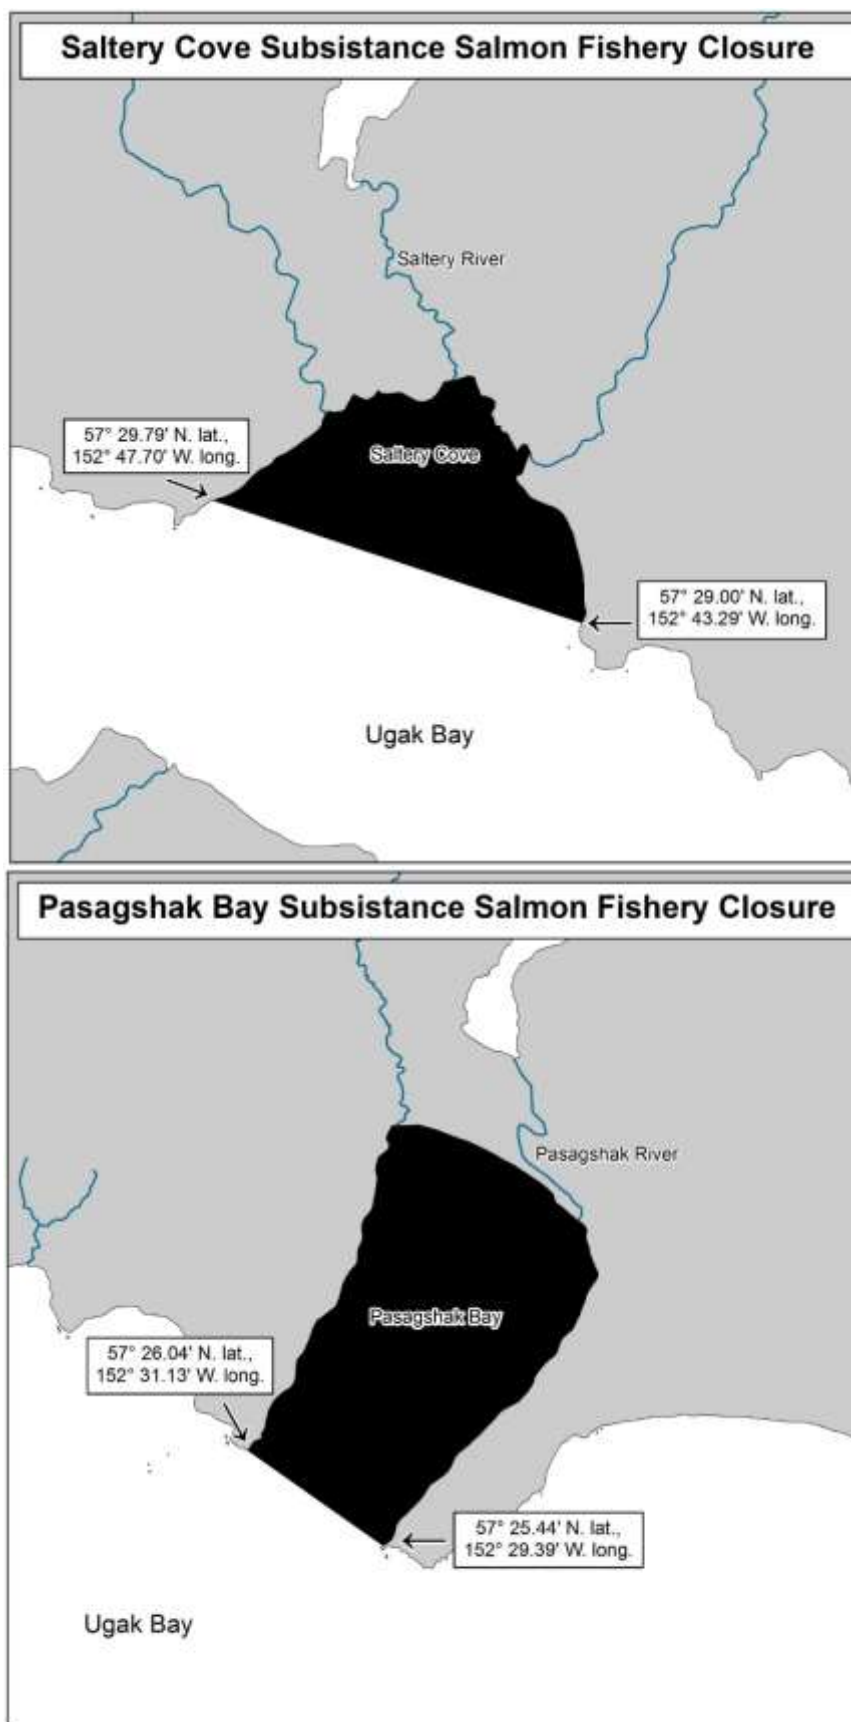 Saltery Cove Subsistance Salmon Fishery Closure
Saltery River
57° 29.79' N. lat.,
152° 47.70' W. long.
Saltery Cove
57° 29.00' N. lat.,
152° 43.29' W. long.
Ugak Bay
Pasagshak Bay Subsistance Salmon Fishery Closure
Pasagshak River
Pasagshak Bay
57° 26.04' N. lat.,
152° 31.13' W. long.
57° 25.44' N. lat.,
152° 29.39' W. long.
Ugak Bay